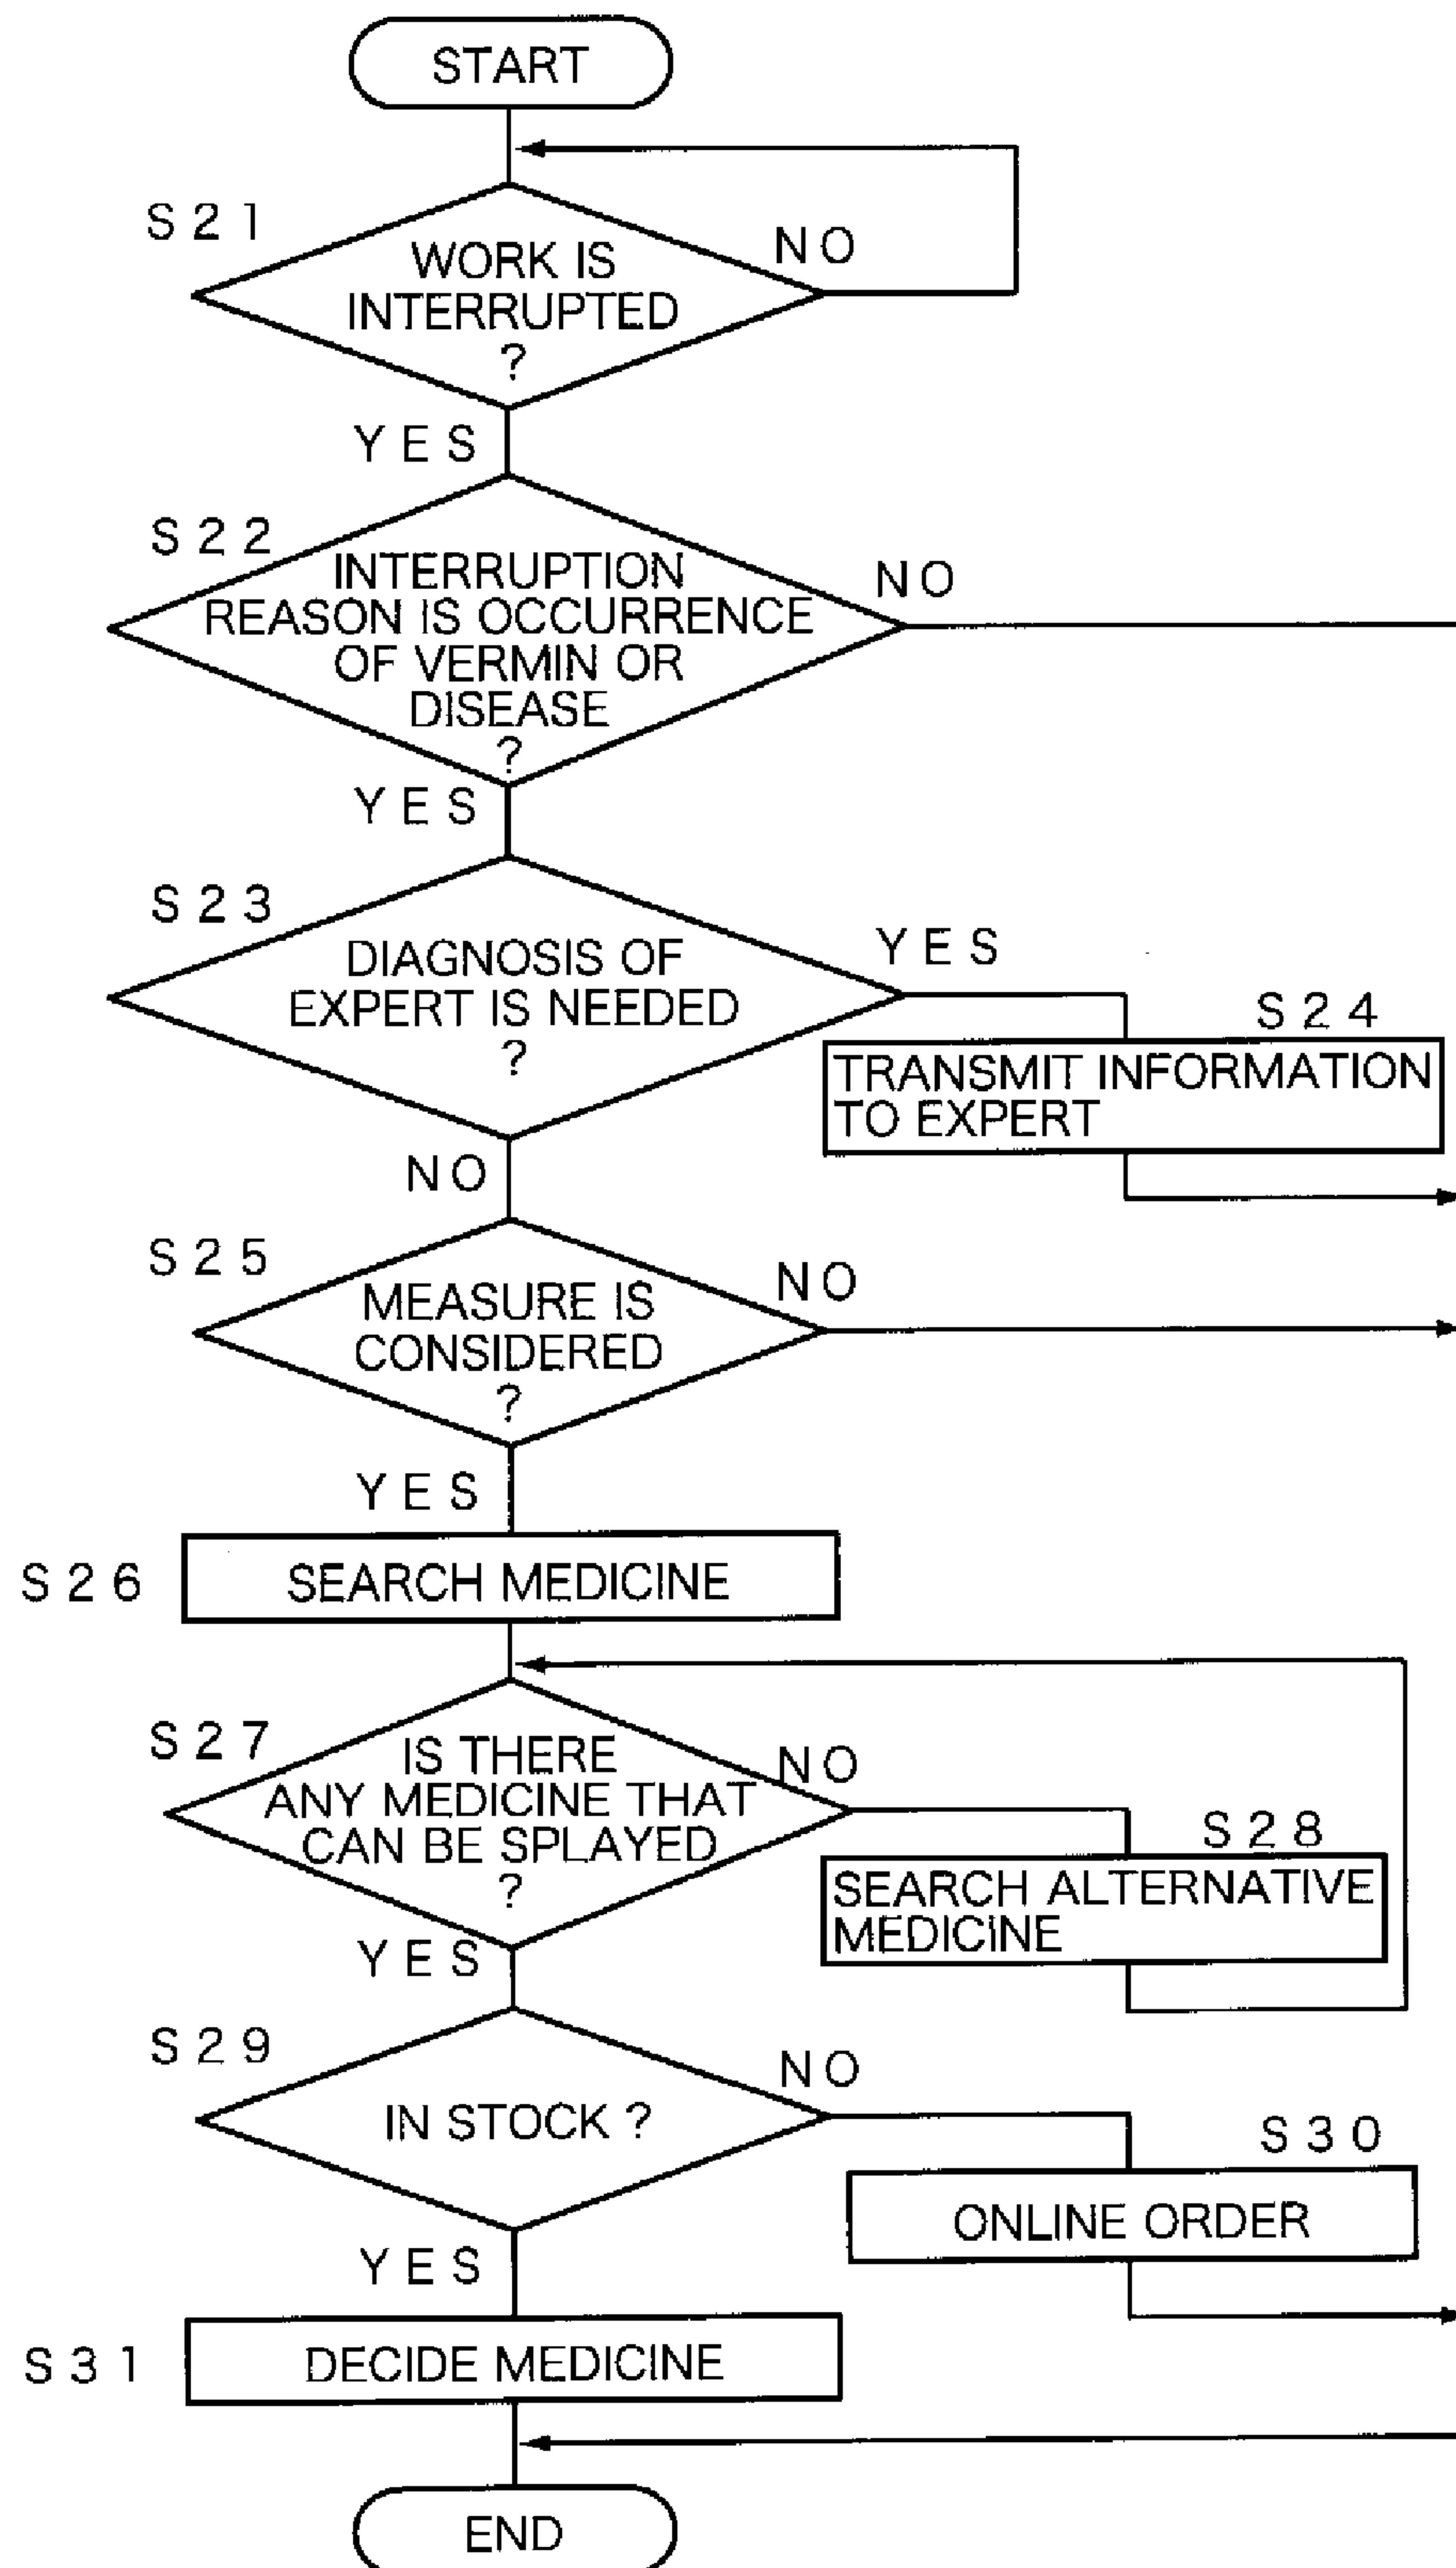 START
S21
WORK IS
INTERRUPTED
?
NO
YES
S22
INTERRUPTION
REASON IS OCCURRENCE
OF VERMIN OR
DISEASE
?
NO
YES
S23
DIAGNOSIS OF
EXPERT IS NEEDED
?
YES
S24
TRANSMIT INFORMATION
TO EXPERT
NO
S25
MEASURE IS
CONSIDERED
?
NO
YES
S26
SEARCH MEDICINE
S27
IS THERE
ANY MEDICINE THAT
CAN BE SPLAYED
?
NO
S28
SEARCH ALTERNATIVE
MEDICINE
YES
S29
IN STOCK ?
NO
S30
ONLINE ORDER
YES
S31
DECIDE MEDICINE
END